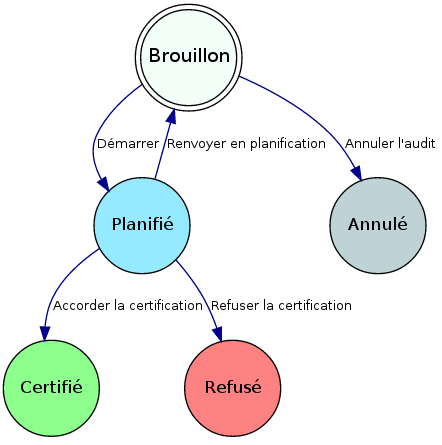 Brouillon
Démarrer
Renvoyer en planification
Annuler l'audit
Planifié
Annulé
Accorder la certification
Refuser la certification
Certifié
Refusé